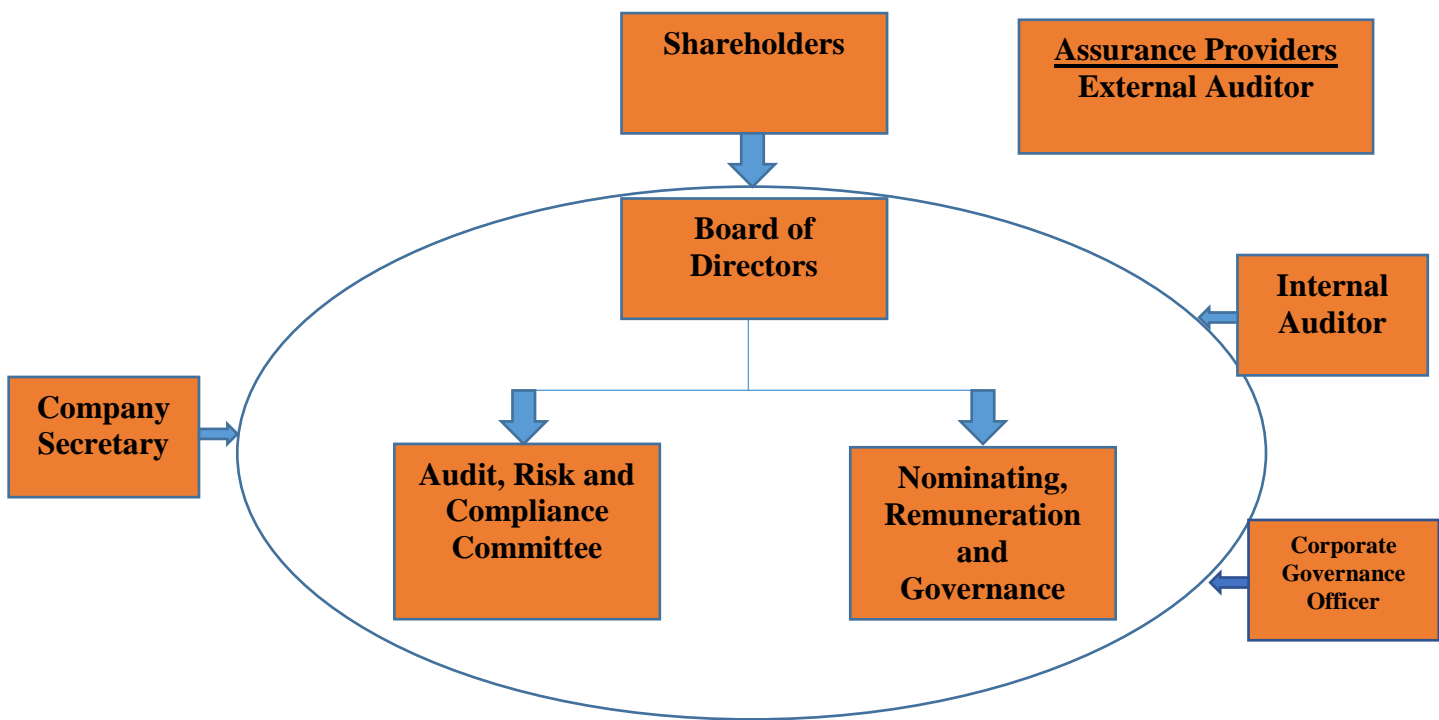 Shareholders
Assurance Providers
External Auditor
Board of
Directors
Internal
Auditor
Company
Secretary
Audit, Risk and
Compliance
Committee
Nominating,
Remuneration
and
Governance
Corporate
Governance
Officer